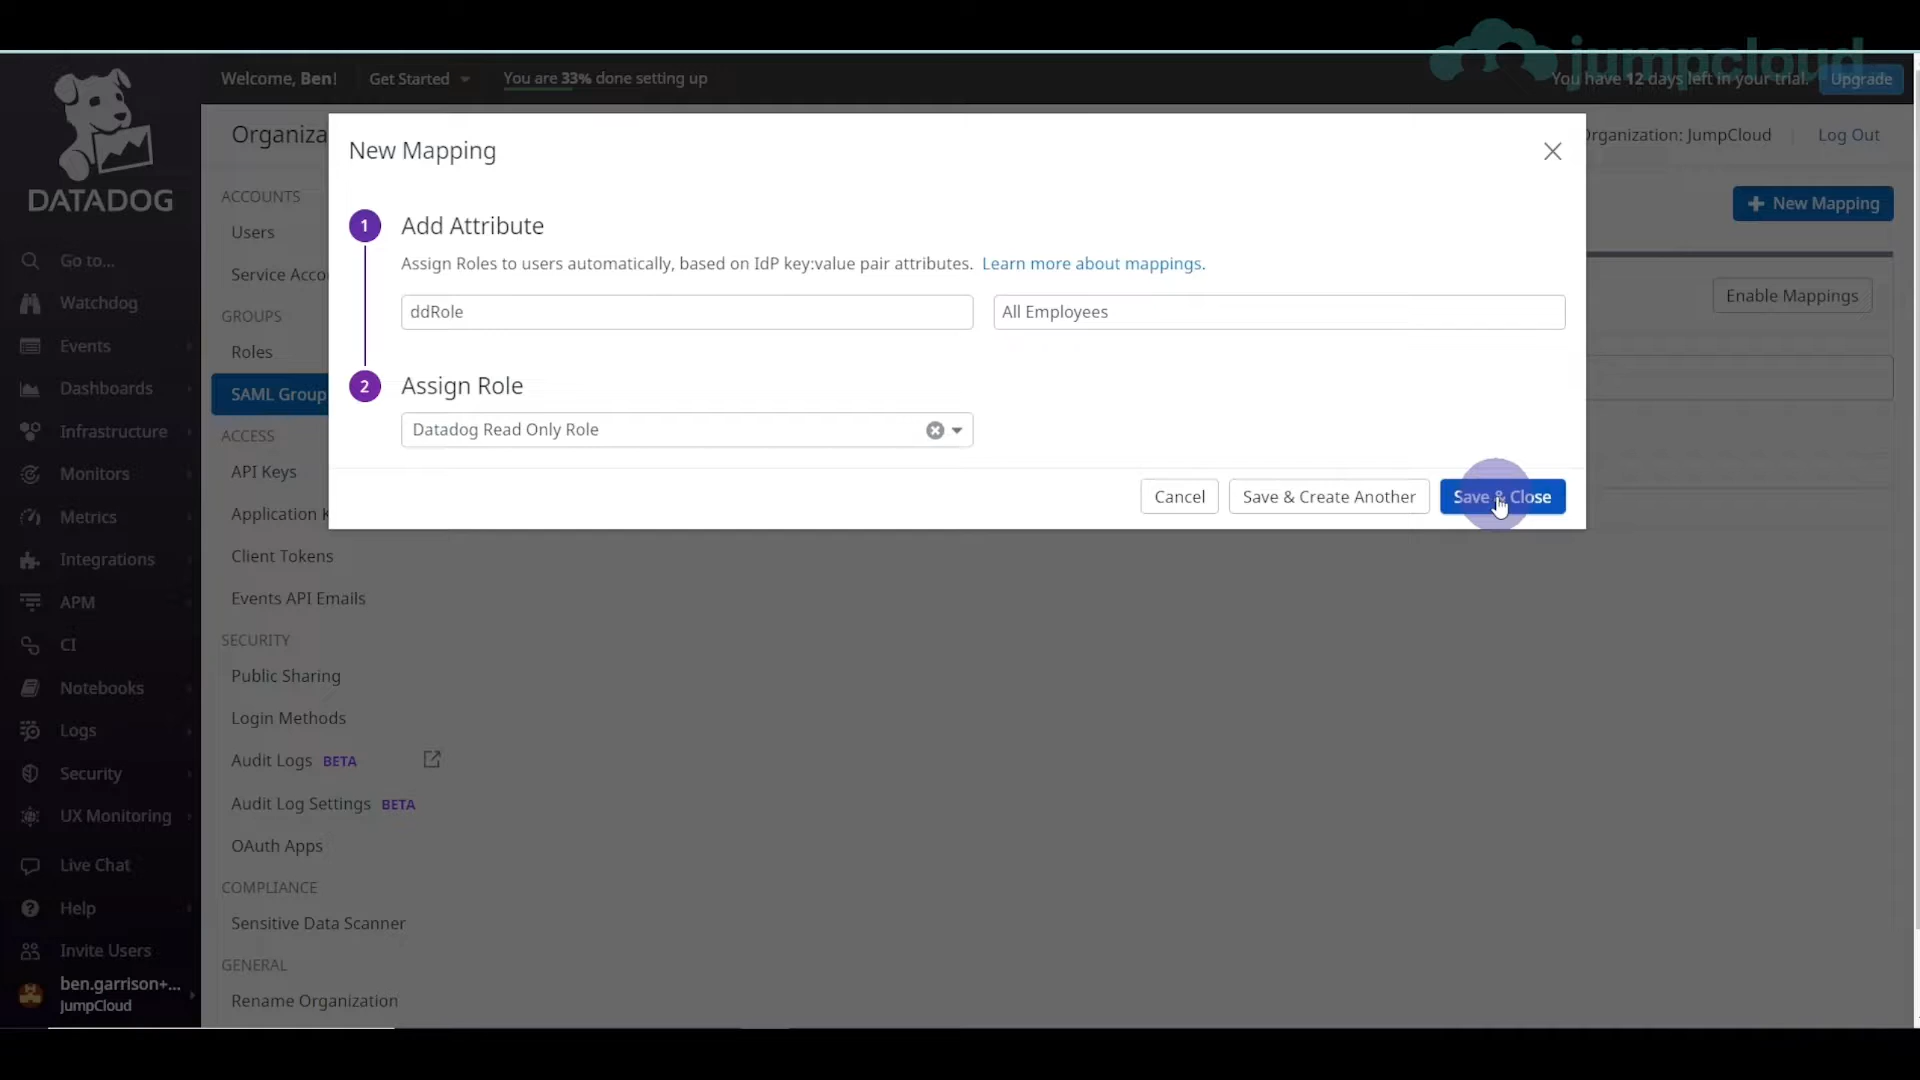 jumpcloud
Welcome, Ben!
Get Started
You are 33% done setting up
You have 12 days left in your trial.
Upgrade
DATADOG
Go to...
Watchdog
Events
Dashboards
Infrastructure
Monitors
Metrics
Integrations
APM
CI
Notebooks
Logs
Security
UX Monitoring
Live Chat
Help
Invite Users
ben.garrison+...
JumpCloud
Organiza
Organization: JumpCloud
Log Out
ACCOUNTS
Users
Service Accou
GROUPS
Roles
SAML Group
ACCESS
API Keys
Application K
Client Tokens
Events API Emails
SECURITY
Public Sharing
Login Methods
Audit Logs BETA
Audit Log Settings BETA
OAuth Apps
COMPLIANCE
Sensitive Data Scanner
GENERAL
Rename Organization
New Mapping
Enable Mappings
New Mapping
1
Add Attribute
Assign Roles to users automatically, based on IdP key:value pair attributes. Learn more about mappings.
ddRole
All Employees
2
Assign Role
Datadog Read Only Role
Cancel
Save & Create Another
Save & Close